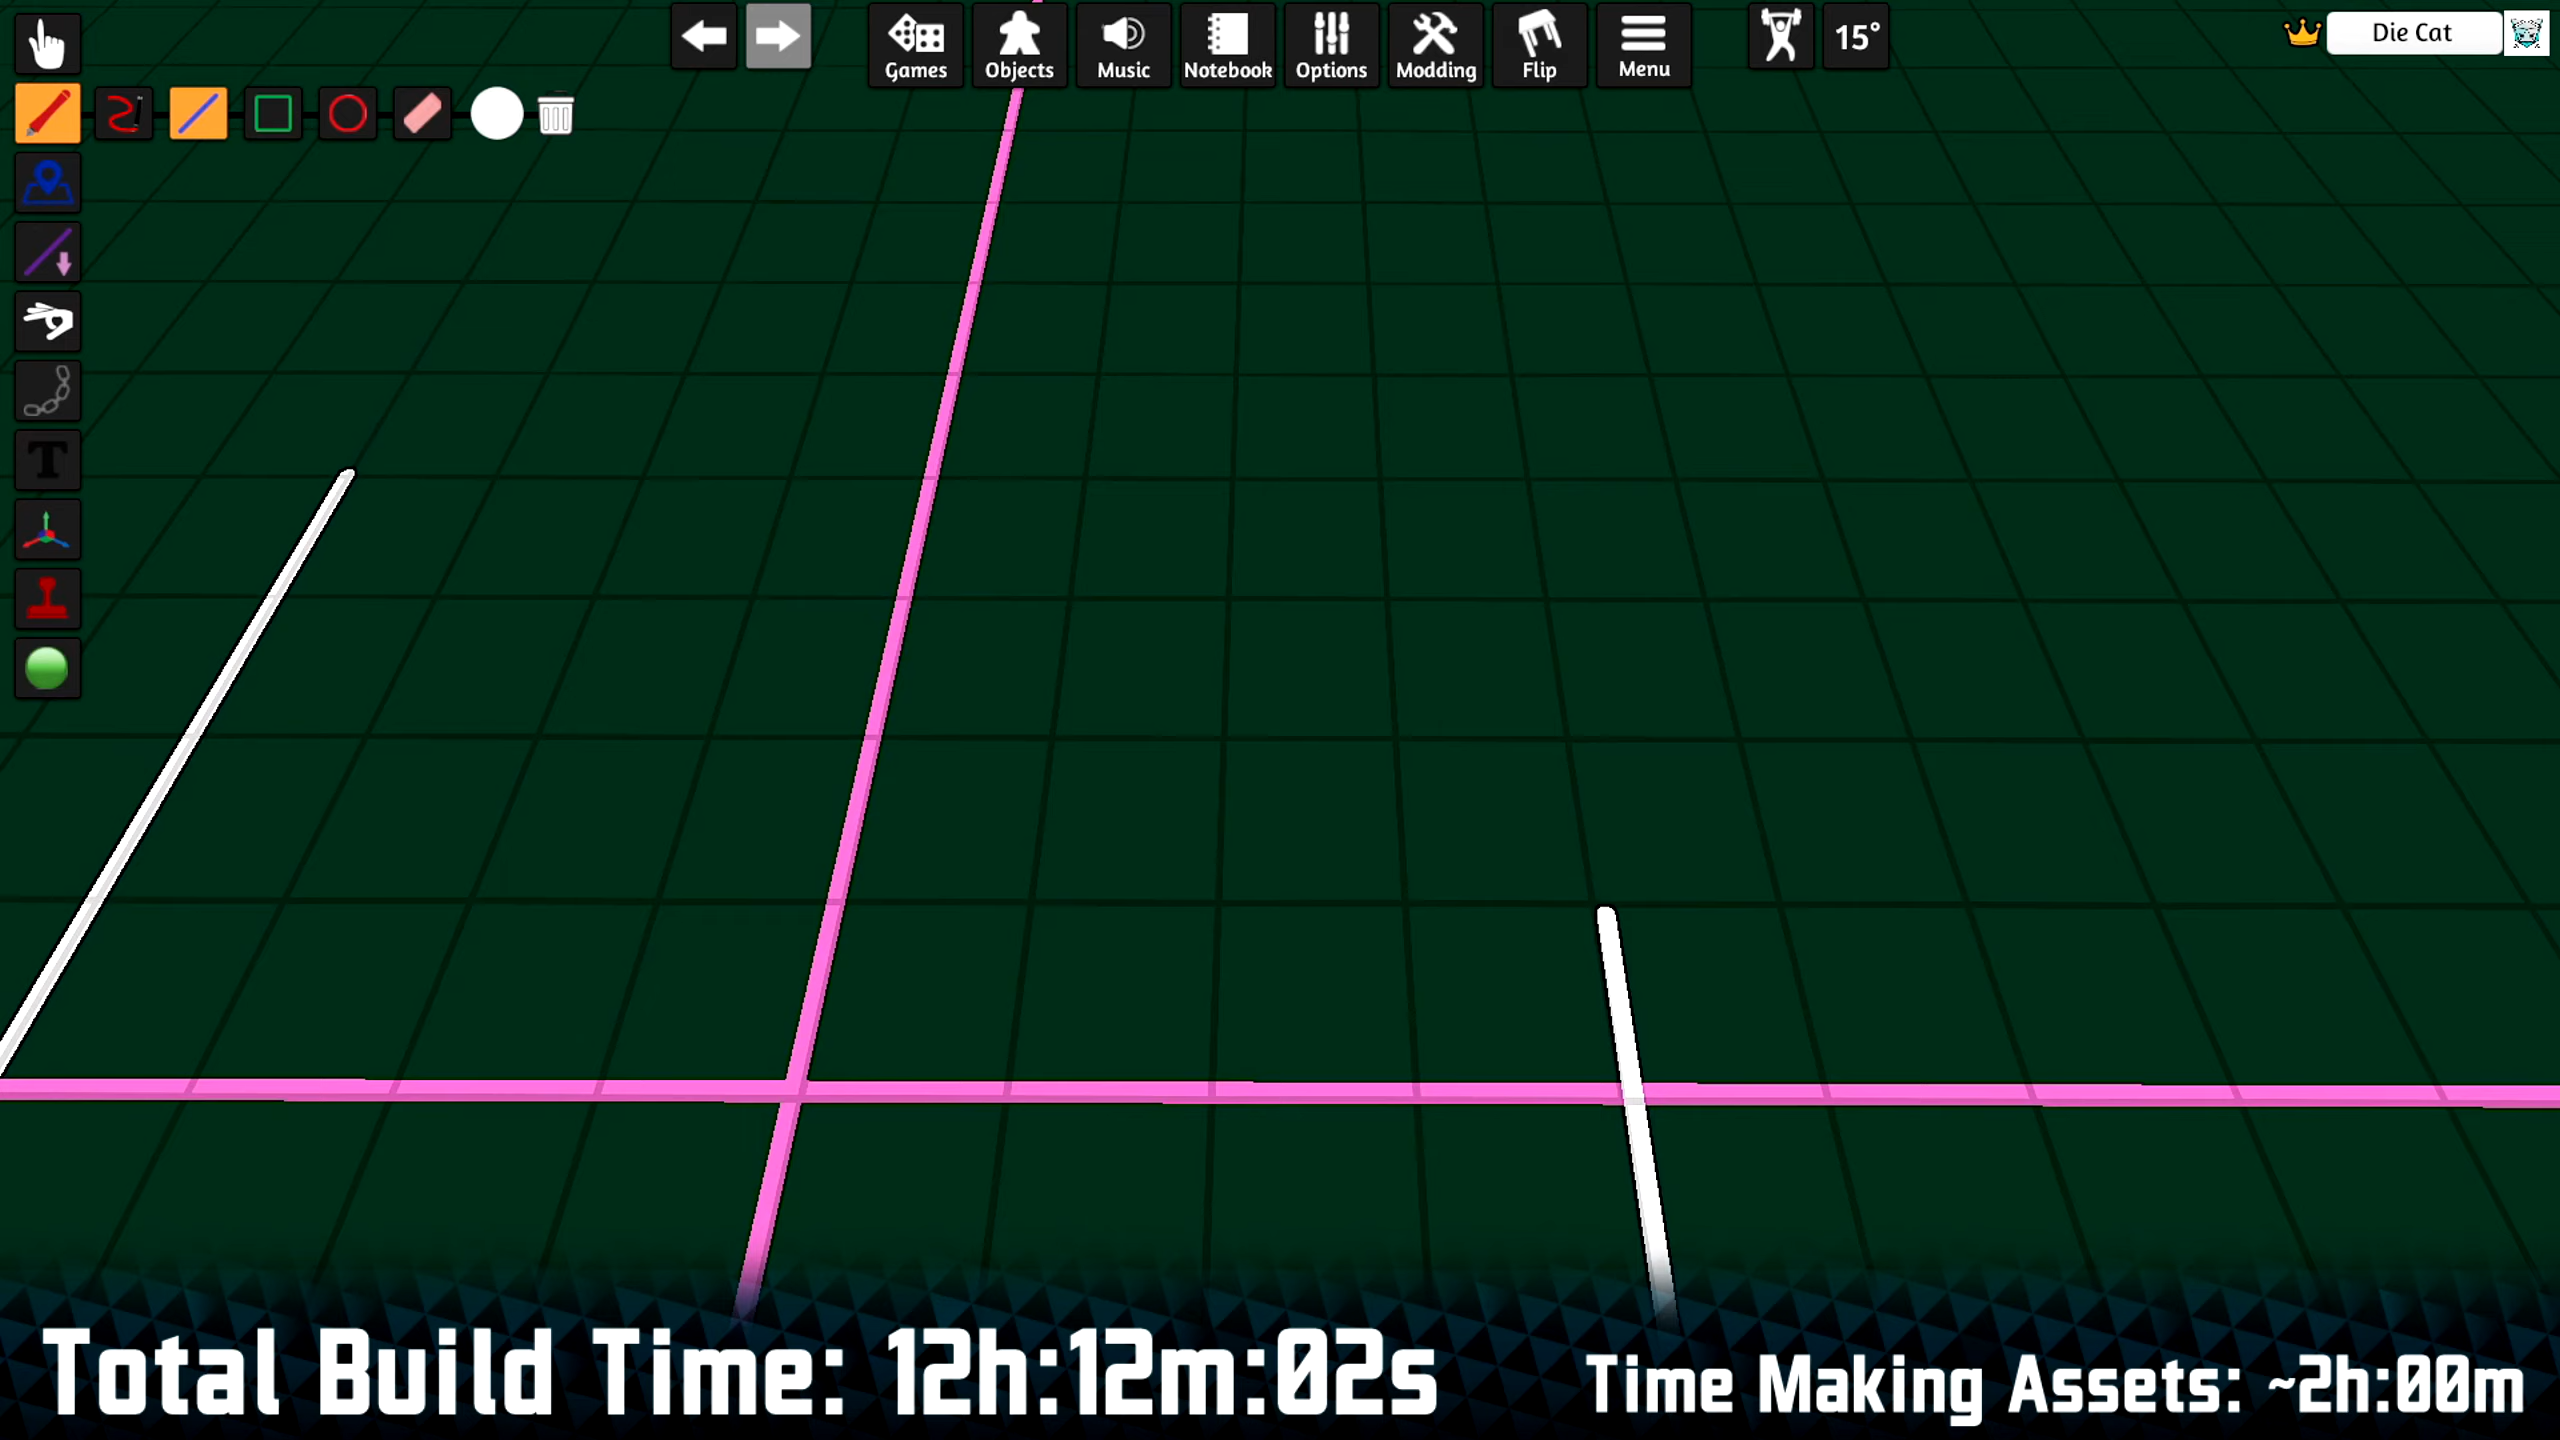 Games
Objects
Music
Notebook
Options
Modding
Flip
Menu
15°
Die Cat
T
Total Build Time: 12h:12m:02s
Time Making Assets: ~2h:00m